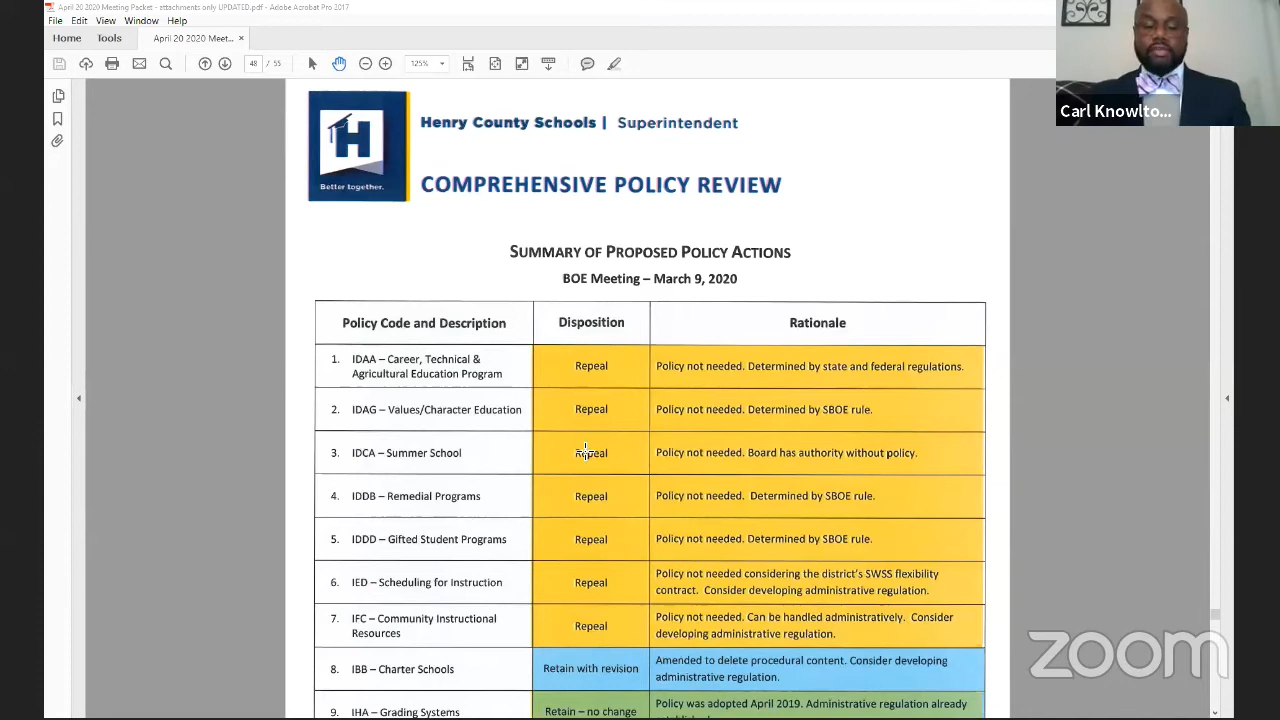 April 20 2020 Meeting Packet - attachments only UPDATED.pdf - Adobe Acrobat Pro 2017
File Edit View Window Help
Home Tools April 20 2020 Meet... ×
48 / 55 125%
Carl Knowlto...
H
Better together.
Henry County Schools | Superintendent
COMPREHENSIVE POLICY REVIEW
SUMMARY OF PROPOSED POLICY ACTIONS
BOE Meeting – March 9, 2020
Policy Code and Description Disposition Rationale
1. IDAA – Career, Technical & Agricultural Education Program Repeal Policy not needed. Determined by state and federal regulations.
2. IDAG – Values/Character Education Repeal Policy not needed. Determined by SBOE rule.
3. IDCA – Summer School Repeal Policy not needed. Board has authority without policy.
4. IDDB – Remedial Programs Repeal Policy not needed. Determined by SBOE rule.
5. IDDD – Gifted Student Programs Repeal Policy not needed. Determined by SBOE rule.
6. IED – Scheduling for Instruction Repeal Policy not needed considering the district's SWSS flexibility
contract. Consider developing administrative regulation.
7. IFC – Community Instructional Resources Repeal Policy not needed. Can be handled administratively. Consider
developing administrative regulation.
8. IBB – Charter Schools Retain with revision Amended to delete procedural content. Consider developing
administrative regulation.
9. IHA – Grading Systems Retain – no change Policy was adopted April 2019. Administrative regulation already
zoom